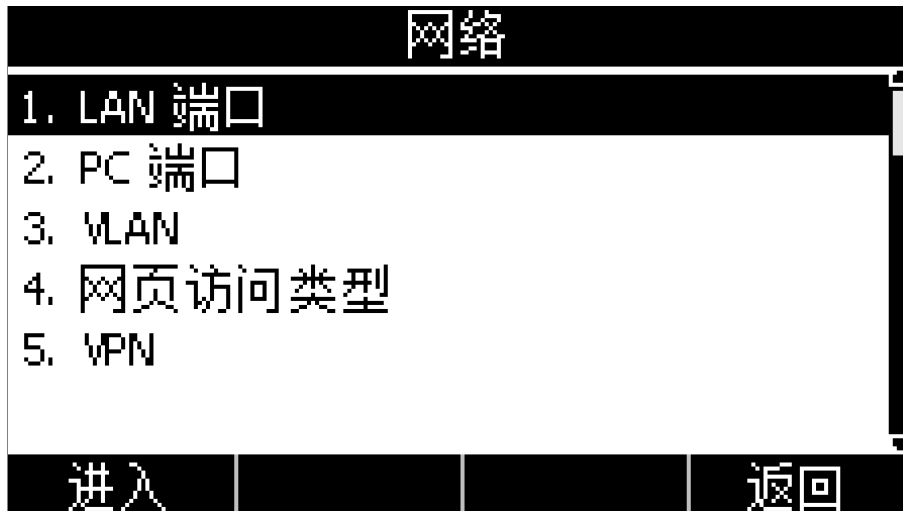 网络
1. LAN 端口
2. PC 端口
3. VLAN
4. 网页访问类型
5. VPN
进入 返回